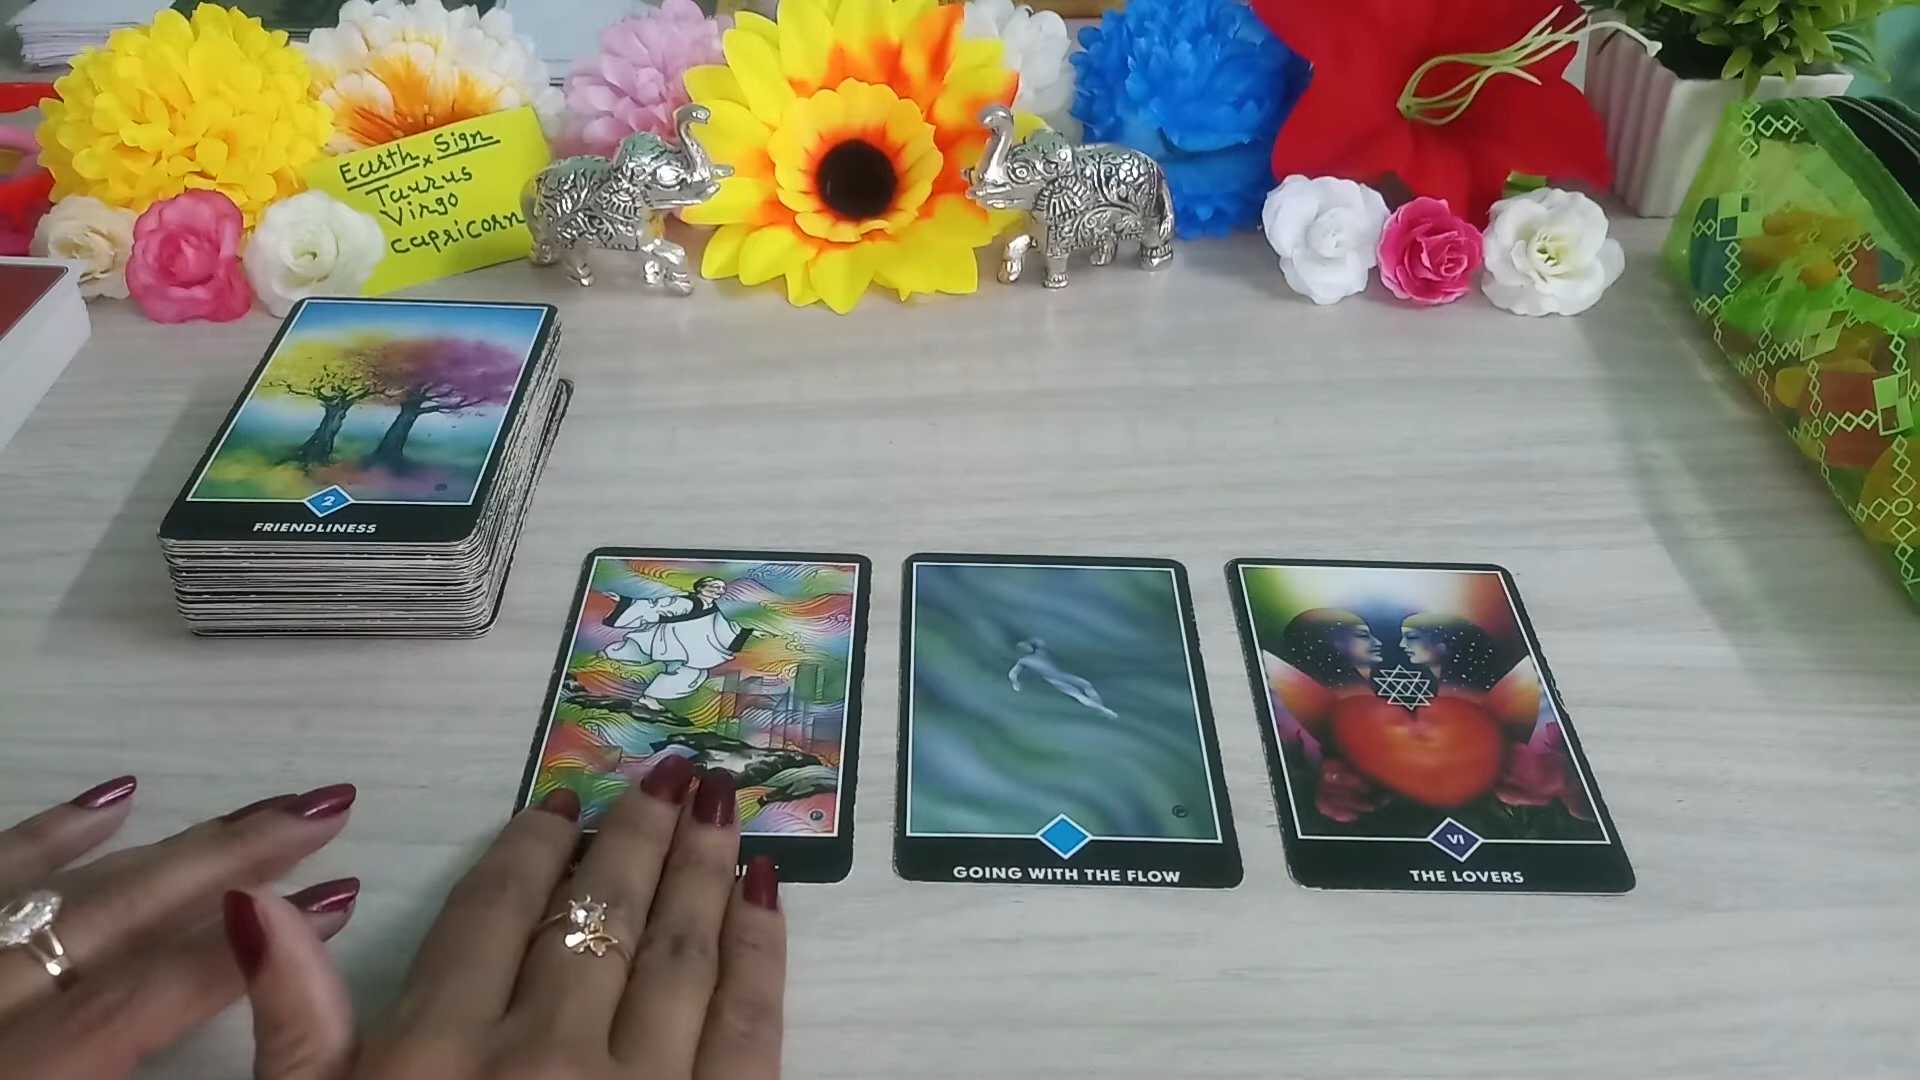 Earth Sign
Taurus
Virgo
Capricorn
2
FRIENDLINESS
GOING WITH THE FLOW
VI
THE LOVERS